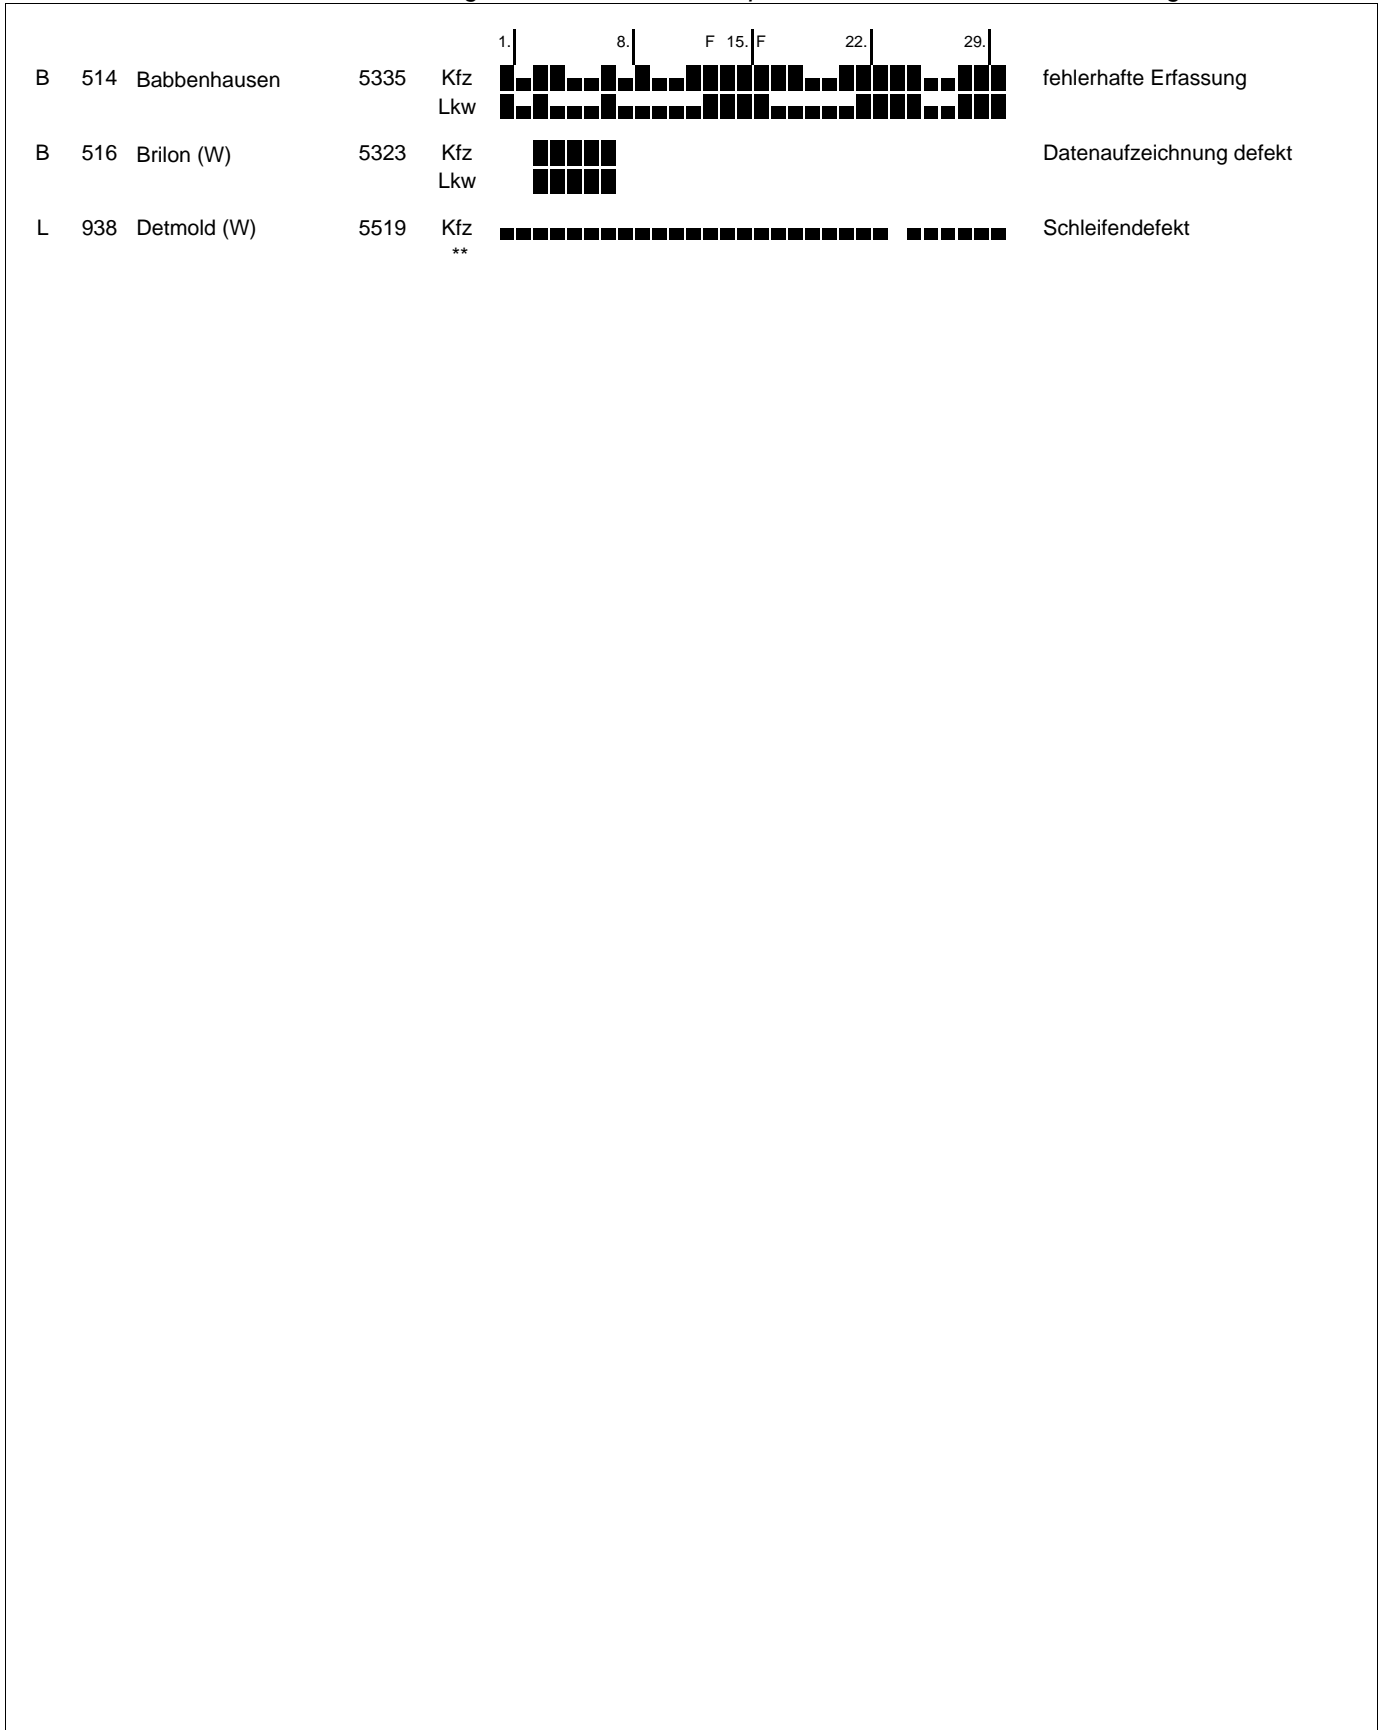 1. 8. F 15. F 22. 29.
B 514 Babbenhausen 5335 Kfz fehlerhafte Erfassung
Lkw
B 516 Brilon (W) 5323 Kfz Datenaufzeichnung defekt
Lkw
L 938 Detmold (W) 5519 Kfz Schleifendefekt
**